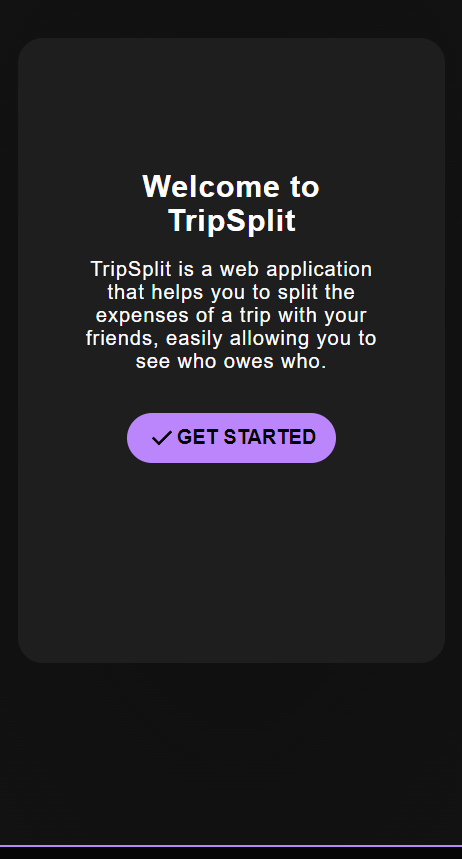 Welcome to
TripSplit
TripSplit is a web application
that helps you to split the
expenses of a trip with your
friends, easily allowing you to
see who owes who.
GET STARTED